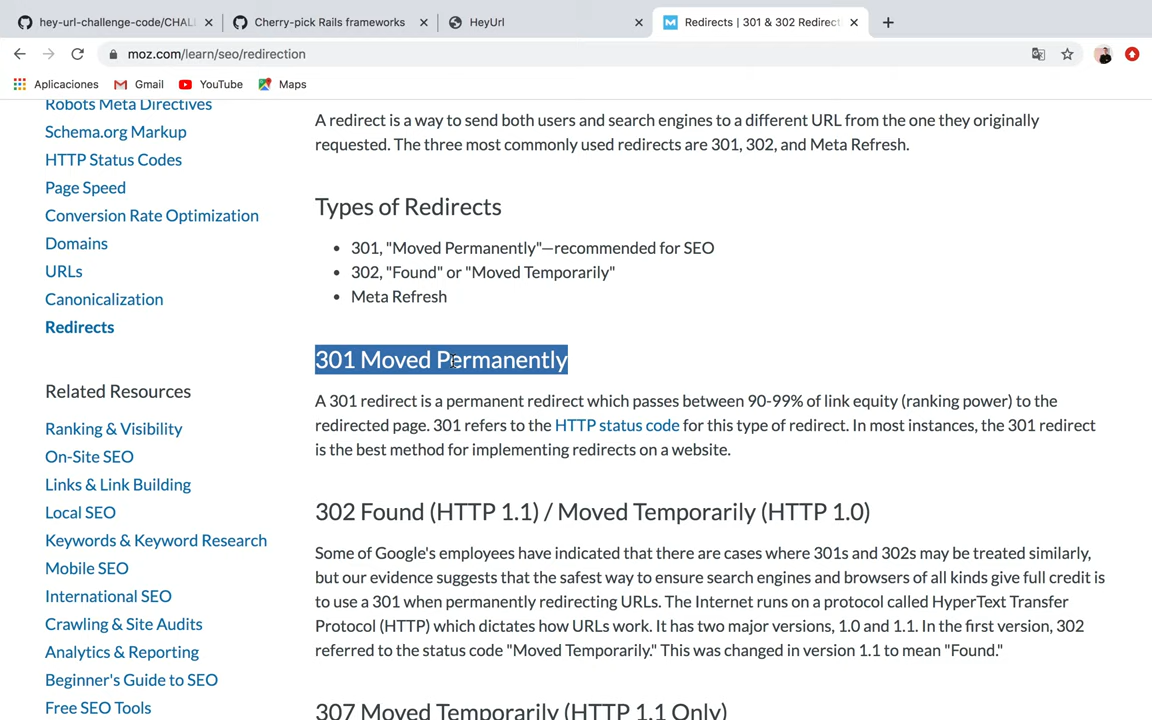 hey-url-challenge-code/CHAL
Cherry-pick Rails frameworks
HeyUrl
Redirects | 301 & 302 Redirect
moz.com/learn/seo/redirection
Aplicaciones
Gmail
YouTube
Maps
Robots Meta Directives
Schema.org Markup
HTTP Status Codes
Page Speed
Conversion Rate Optimization
Domains
URLs
Canonicalization
Redirects
Related Resources
Ranking & Visibility
On-Site SEO
Links & Link Building
Local SEO
Keywords & Keyword Research
Mobile SEO
International SEO
Crawling & Site Audits
Analytics & Reporting
Beginner's Guide to SEO
Free SEO Tools
A redirect is a way to send both users and search engines to a different URL from the one they originally
requested. The three most commonly used redirects are 301, 302, and Meta Refresh.
Types of Redirects
• 301, "Moved Permanently"—recommended for SEO
• 302, "Found" or "Moved Temporarily"
• Meta Refresh
301 Moved Permanently
A 301 redirect is a permanent redirect which passes between 90-99% of link equity (ranking power) to the
redirected page. 301 refers to the HTTP status code for this type of redirect. In most instances, the 301 redirect
is the best method for implementing redirects on a website.
302 Found (HTTP 1.1) / Moved Temporarily (HTTP 1.0)
Some of Google's employees have indicated that there are cases where 301s and 302s may be treated similarly,
but our evidence suggests that the safest way to ensure search engines and browsers of all kinds give full credit is
to use a 301 when permanently redirecting URLs. The Internet runs on a protocol called HyperText Transfer
Protocol (HTTP) which dictates how URLs work. It has two major versions, 1.0 and 1.1. In the first version, 302
referred to the status code "Moved Temporarily." This was changed in version 1.1 to mean "Found."
307 Moved Temporarily (HTTP 1.1 Only)